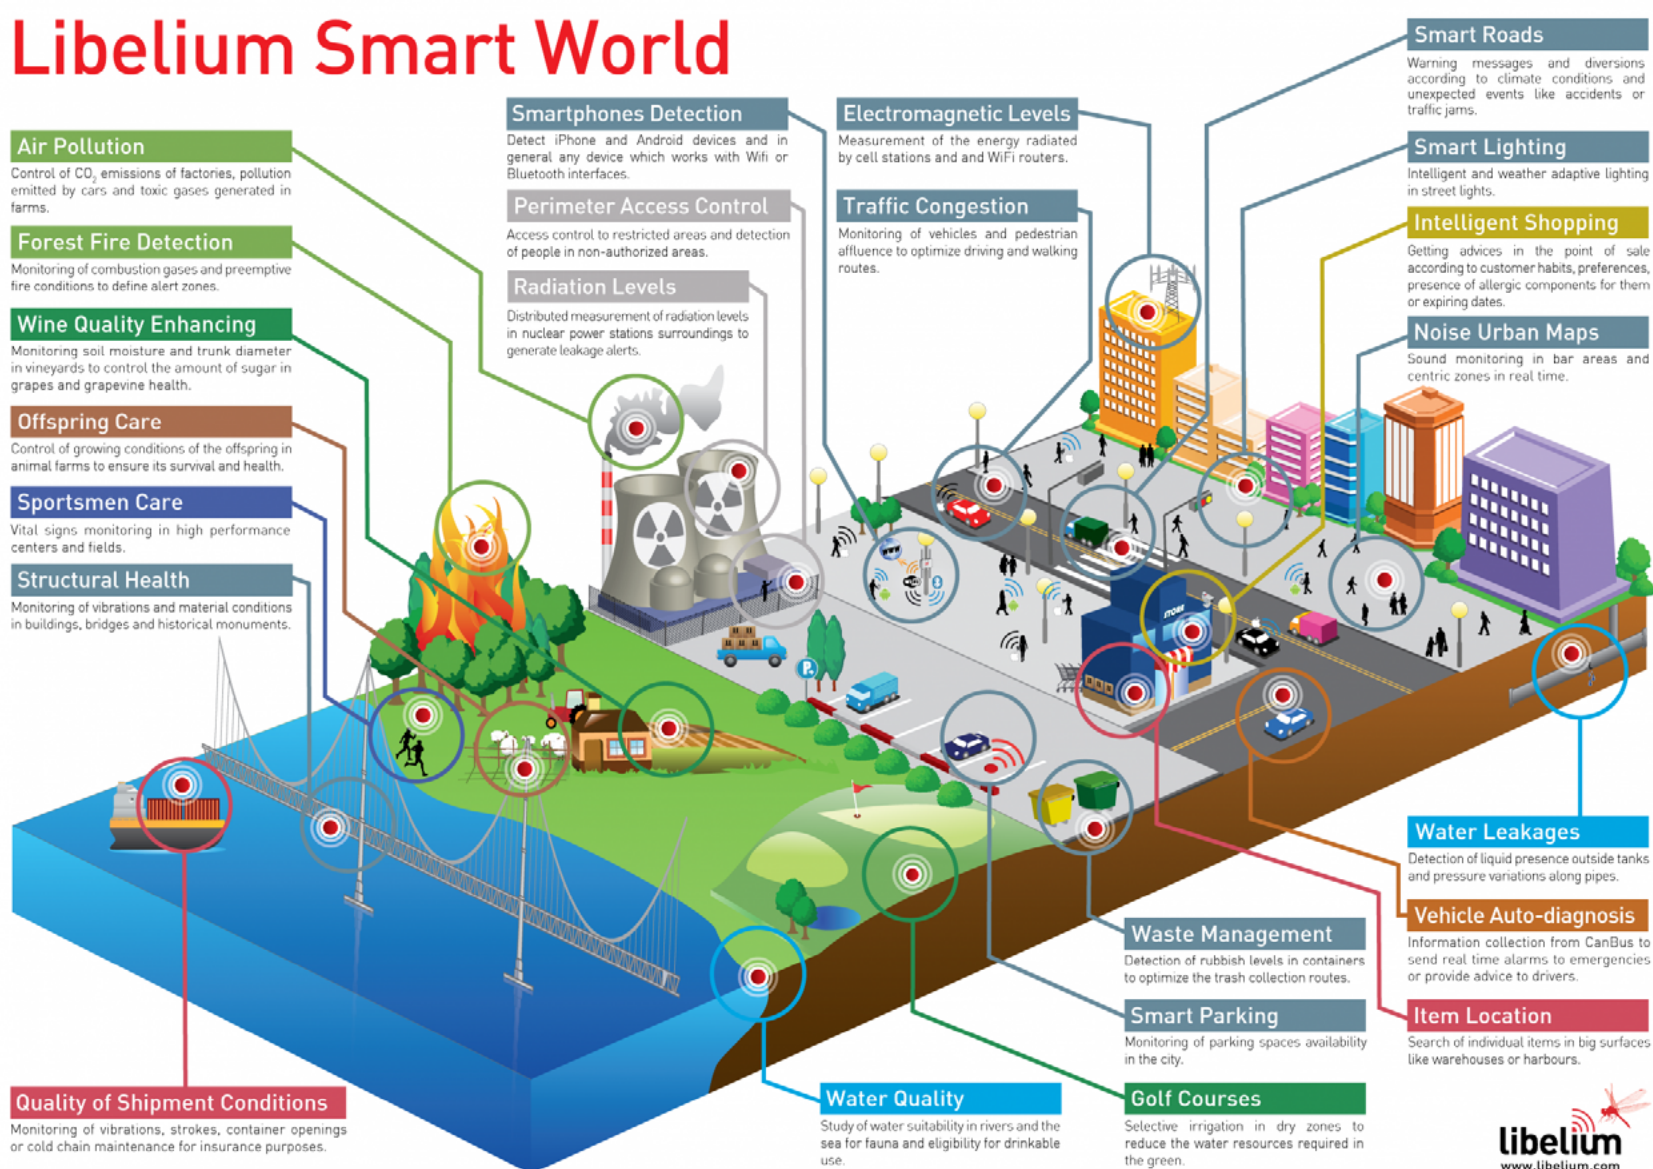 Libelium Smart World
Air Pollution
Control of CO₂ emissions of factories, pollution
emitted by cars and toxic gases generated in
farms.
Forest Fire Detection
Monitoring of combustion gases and preemptive
fire conditions to define alert zones.
Wine Quality Enhancing
Monitoring soil moisture and trunk diameter
in vineyards to control the amount of sugar in
grapes and grapevine health.
Offspring Care
Control of growing conditions of the offspring in
animal farms to ensure its survival and health.
Sportsmen Care
Vital signs monitoring in high performance
centers and fields.
Structural Health
Monitoring of vibrations and material conditions
in buildings, bridges and historical monuments.
Quality of Shipment Conditions
Monitoring of vibrations, strokes, container openings
or cold chain maintenance for insurance purposes.
Smartphones Detection
Detect iPhone and Android devices and in
general any device which works with Wifi or
Bluetooth interfaces.
Perimeter Access Control
Access control to restricted areas and detection
of people in non-authorized areas.
Radiation Levels
Distributed measurement of radiation levels
in nuclear power stations surroundings to
generate leakage alerts.
Electromagnetic Levels
Measurement of the energy radiated
by cell stations and and WiFi routers.
Traffic Congestion
Monitoring of vehicles and pedestrian
affluence to optimize driving and walking
routes.
Smart Roads
Warning messages and diversions
according to climate conditions and
unexpected events like accidents or
traffic jams.
Smart Lighting
Intelligent and weather adaptive lighting
in street lights.
Intelligent Shopping
Getting advices in the point of sale
according to customer habits, preferences,
presence of allergic components for them
or expiring dates.
Noise Urban Maps
Sound monitoring in bar areas and
centric zones in real time.
www
STORE
P
Water Leakages
Detection of liquid presence outside tanks
and pressure variations along pipes.
Vehicle Auto-diagnosis
Information collection from CanBus to
send real time alarms to emergencies
or provide advice to drivers.
Item Location
Search of individual items in big surfaces
like warehouses or harbours.
Waste Management
Detection of rubbish levels in containers
to optimize the trash collection routes.
Smart Parking
Monitoring of parking spaces availability
in the city.
Golf Courses
Selective irrigation in dry zones to
reduce the water resources required in
the green.
Water Quality
Study of water suitability in rivers and the
sea for fauna and eligibility for drinkable
use.
libelium
www.libelium.com